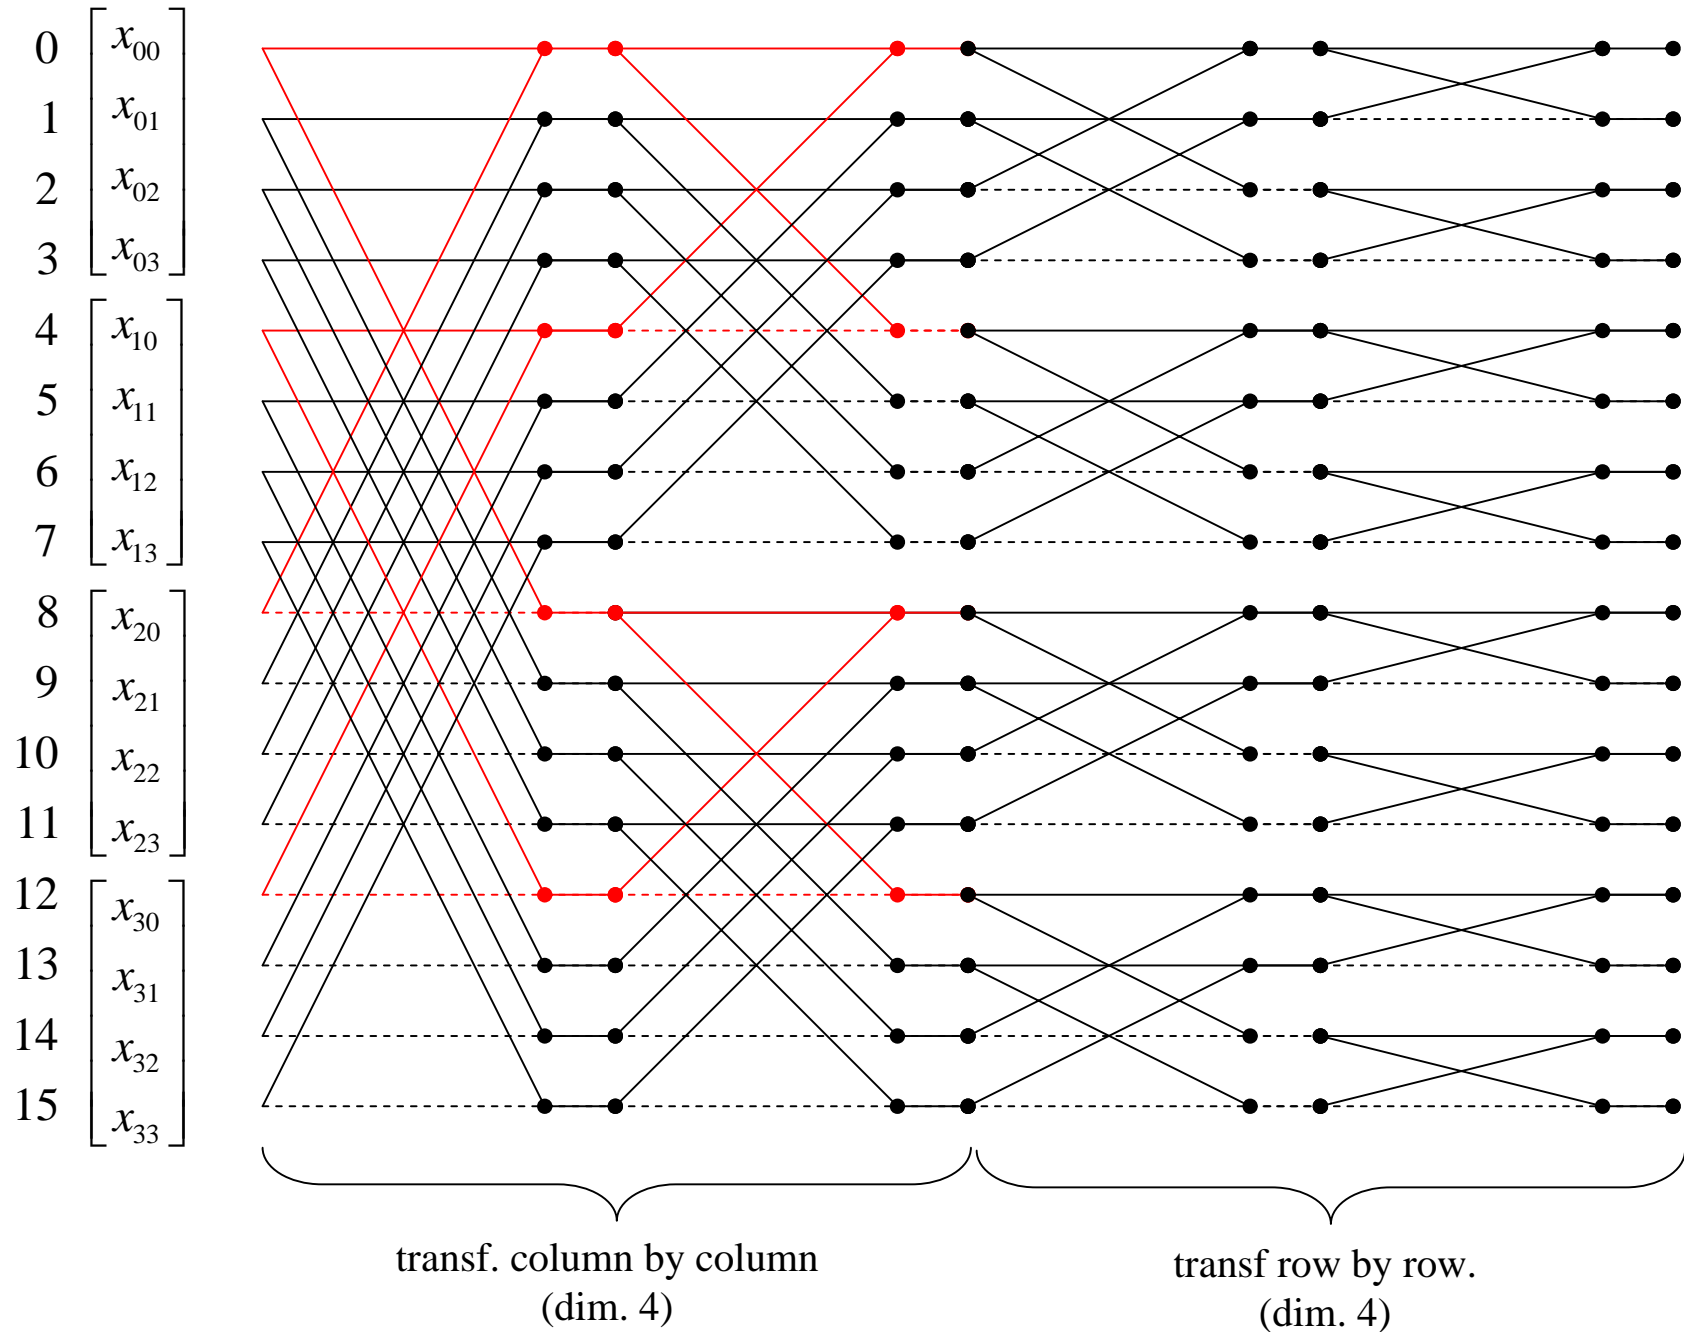 0 x00
1 x01
2 x02
3 x03
4 x10
5 x11
6 x12
7 x13
8 x20
9 x21
10 x22
11 x23
12 x30
13 x31
14 x32
15 x33
transf. column by column
(dim. 4)
transf row by row.
(dim. 4)